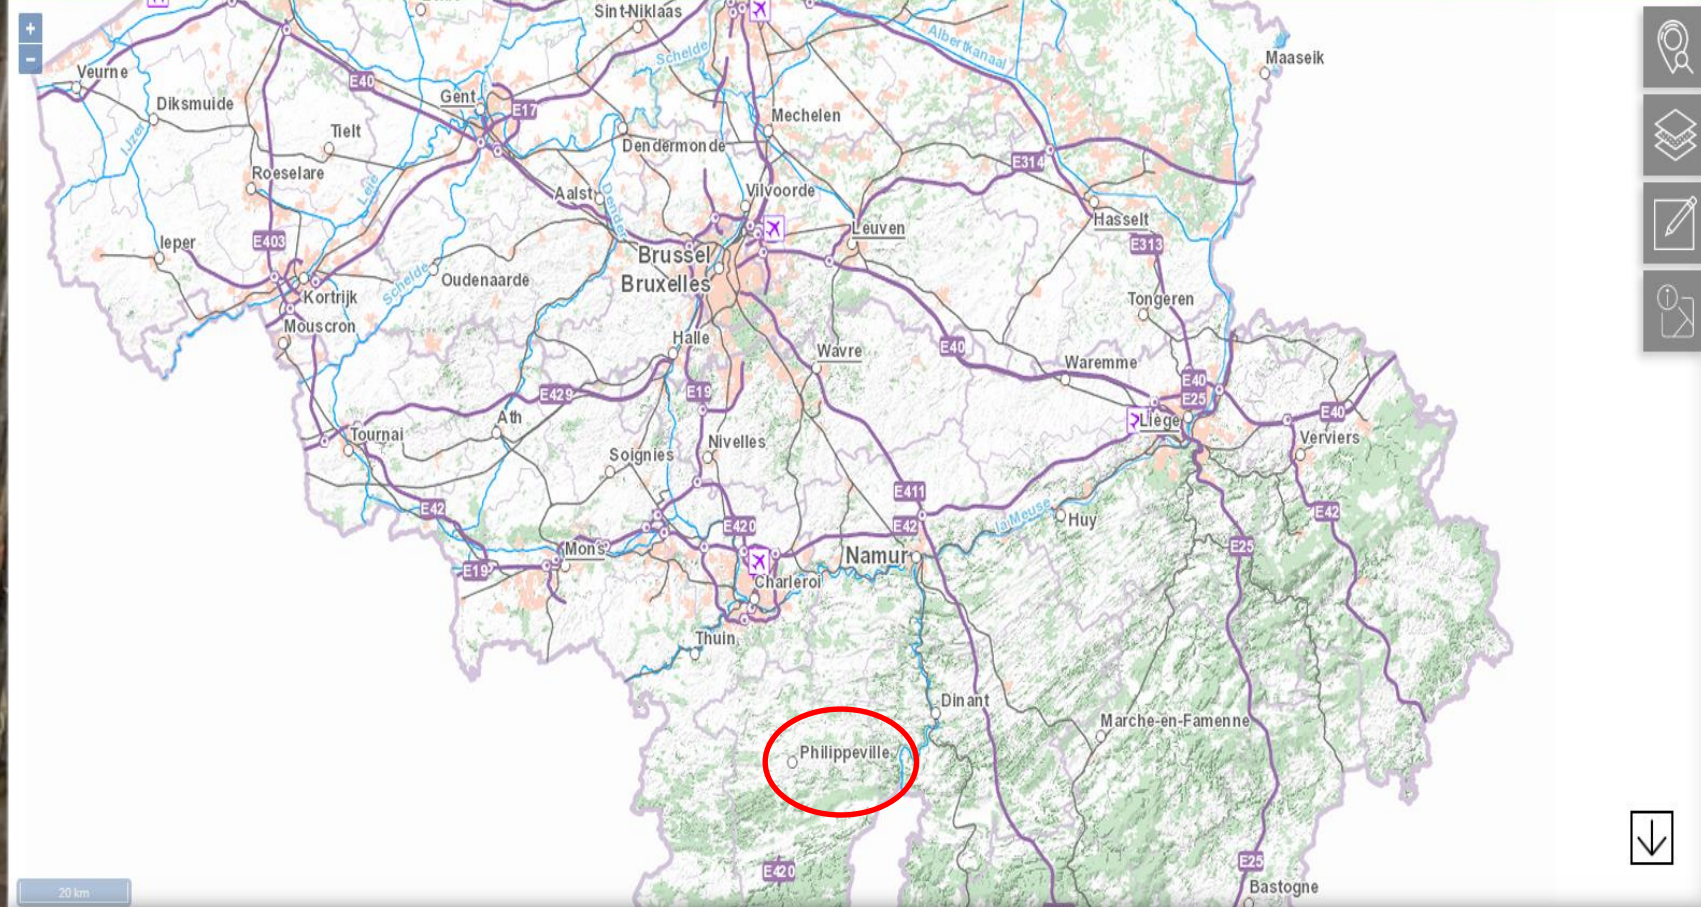 +
−
Sint-Niklaas
Schelde
Albertkanaal
Maaseik
Veurne
E40
Gent
E17
Diksmuide
IJzer
Tielt
Mechelen
Dendermonde
E314
Roeselare
Leie
Aalst
Dender
Vilvoorde
Leuven
Hasselt
E313
Ieper
E403
Brussel
Bruxelles
Schelde
Oudenaarde
Kortrijk
Tongeren
Mouscron
Halle
Wavre
E40
Waremme
E40
E25
E429
E19
Liège
E40
Ath
Tournai
Nivelles
Verviers
Soignies
E42
E411
E42
E420
la Meuse
Huy
E42
E25
Mons
E19
Namur
Charleroi
Thuin
Dinant
Marche-en-Famenne
Philippeville
E420
E25
Bastogne
20 km